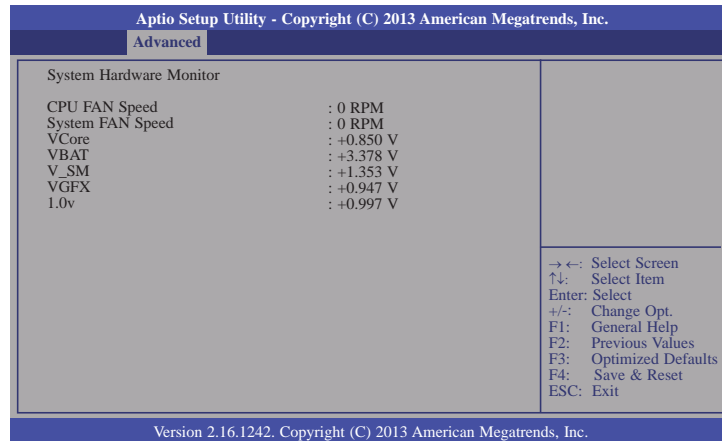 Aptio Setup Utility - Copyright (C) 2013 American Megatrends, Inc.
Advanced
System Hardware Monitor
CPU FAN Speed : 0 RPM
System FAN Speed : 0 RPM
VCore : +0.850 V
VBAT : +3.378 V
V_SM : +1.353 V
VGFX : +0.947 V
1.0v : +0.997 V
→ ←: Select Screen
↑↓: Select Item
Enter: Select
+/-: Change Opt.
F1: General Help
F2: Previous Values
F3: Optimized Defaults
F4: Save & Reset
ESC: Exit
Version 2.16.1242. Copyright (C) 2013 American Megatrends, Inc.